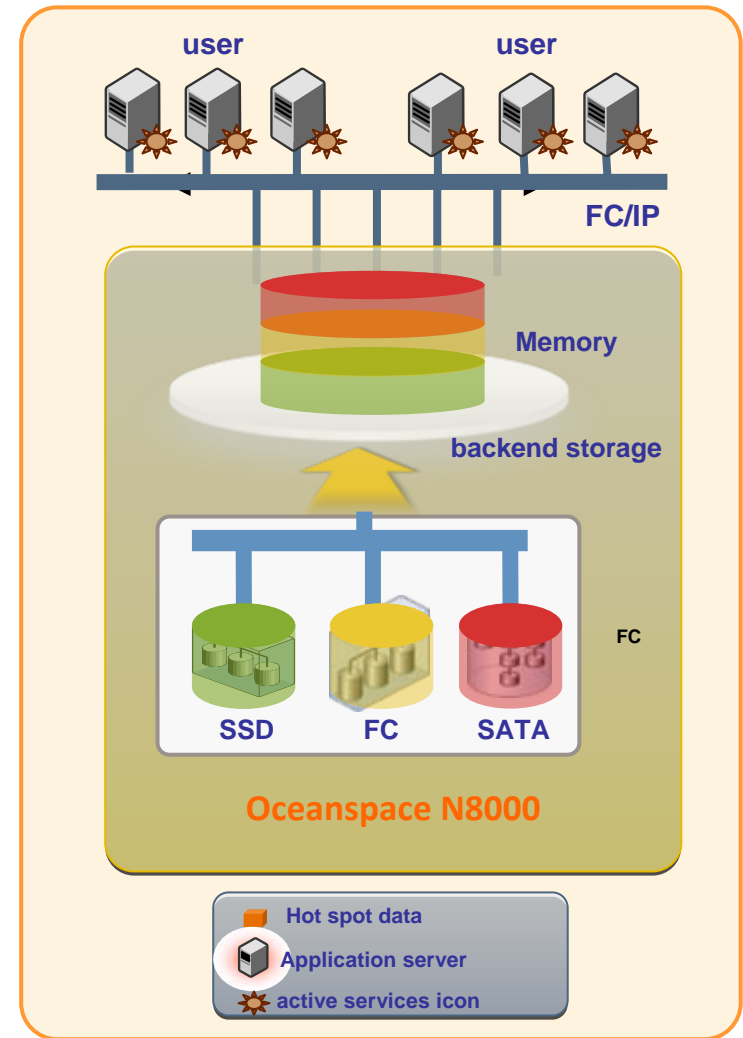 user user
FC/IP
Memory
backend storage
FC
SSD FC SATA
Oceanspace N8000
Hot spot data
Application server
active services icon